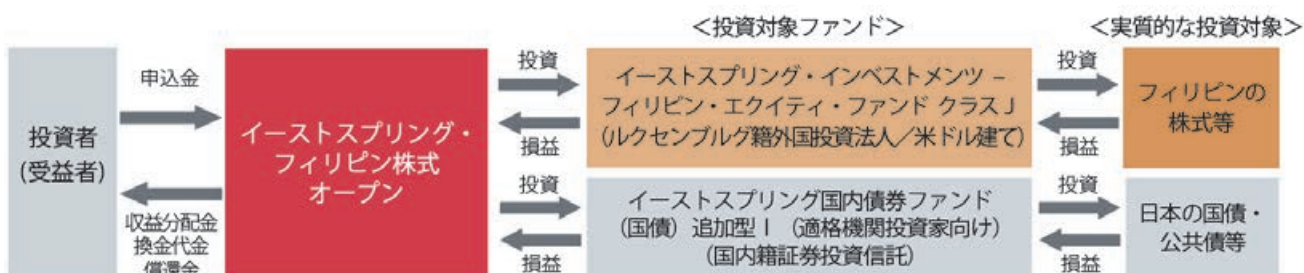 <投資対象ファンド>
<実質的な投資対象>
投資者
(受益者)
申込金
収益分配金
換金代金
償還金
イーストスプリング・
フィリピン株式
オープン
投資
損益
投資
損益
イーストスプリング・インベストメンツ –
フィリピン・エクイティ・ファンド クラスJ
(ルクセンブルグ籍外国投資法人／米ドル建て)
イーストスプリング国内債券ファンド
(国債) 追加型Ⅰ (適格機関投資家向け)
(国内籍証券投資信託)
投資
損益
投資
損益
フィリピンの
株式等
日本の国債・
公共債等